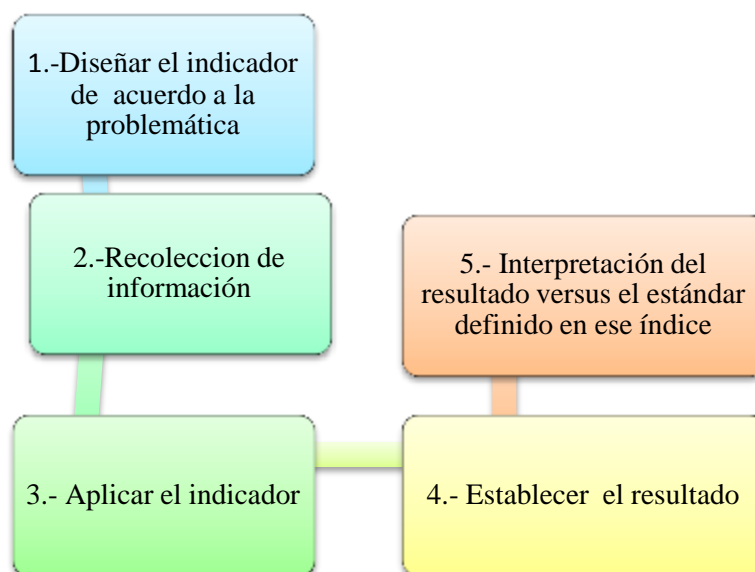 1.-Diseñar el indicador
de acuerdo a la
problemática
2.-Recoleccion de
información
3.- Aplicar el indicador
4.- Establecer el resultado
5.- Interpretación del
resultado versus el estándar
definido en ese índice